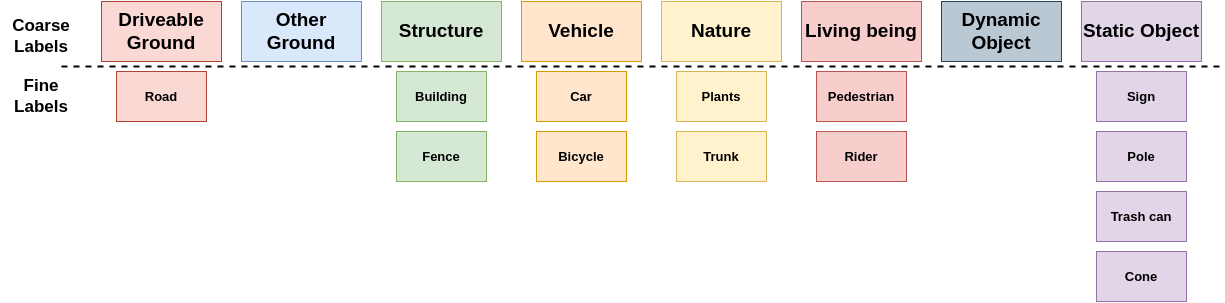 Coarse
Labels
Driveable
Ground
Other
Ground
Structure
Vehicle
Nature
Living being
Dynamic
Object
Static Object
Fine
Labels
Road
Building
Car
Plants
Pedestrian
Sign
Fence
Bicycle
Trunk
Rider
Pole
Trash can
Cone